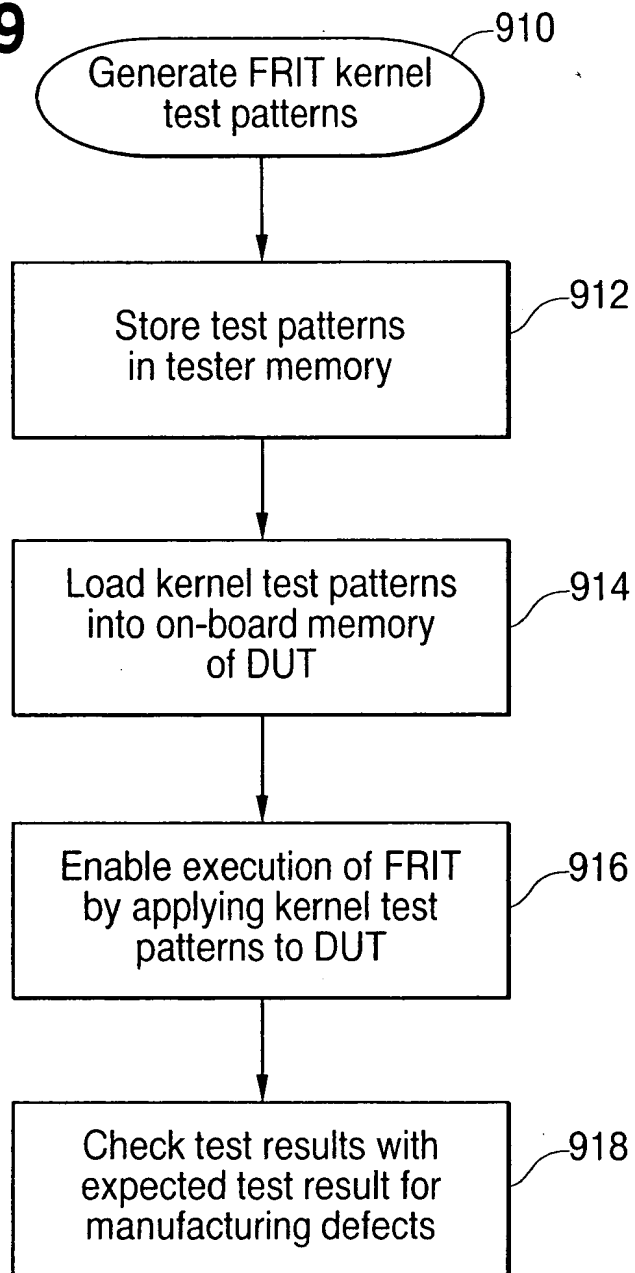 9
910
Generate FRIT kernel
test patterns
912
Store test patterns
in tester memory
914
Load kernel test patterns
into on-board memory
of DUT
916
Enable execution of FRIT
by applying kernel test
patterns to DUT
918
Check test results with
expected test result for
manufacturing defects